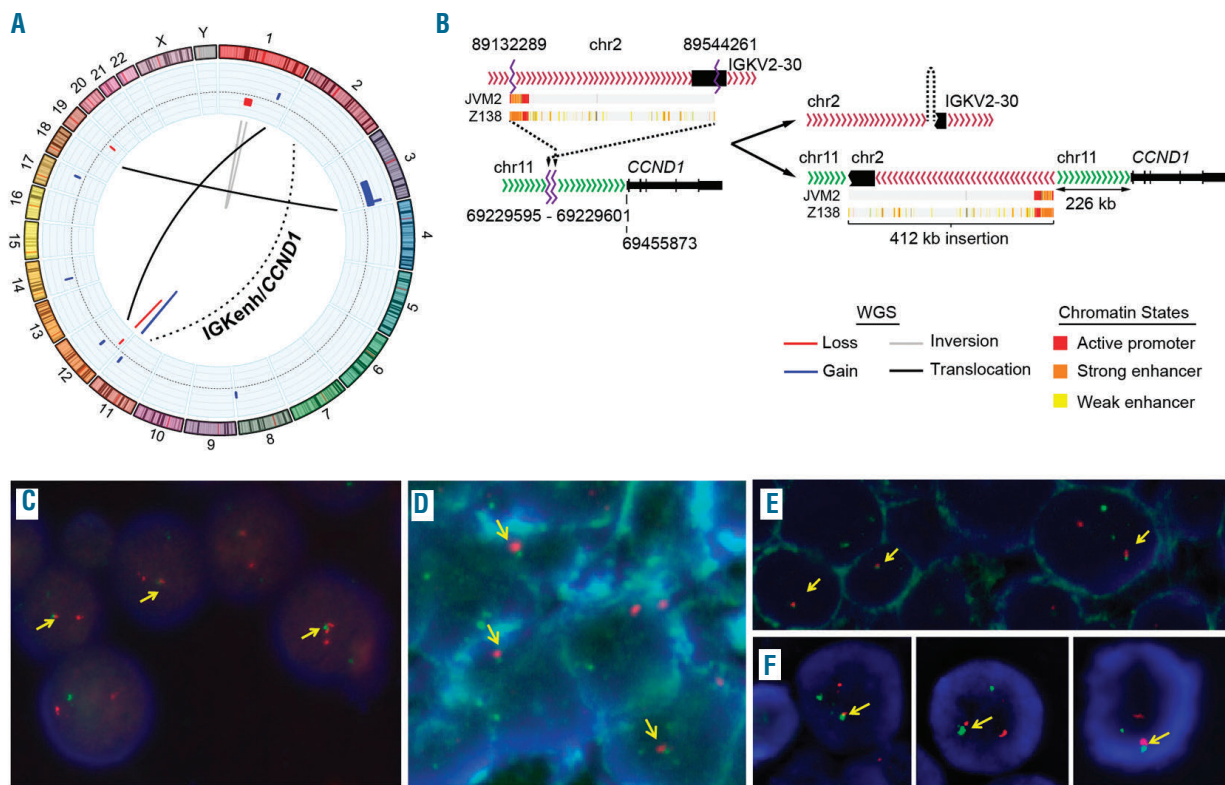 A
B
X
Y
1
2
3
4
5
6
7
8
9
10
11
12
13
14
15
16
17
18
19
20
21
22
IGKenh/CCND1
89132289 chr2 89544261
IGKV2-30
JVM2
Z138
chr11
CCND1
69229595 - 69229601
69455873
chr2
IGKV2-30
chr11 chr2 chr11 CCND1
JVM2
Z138
226 kb
412 kb insertion
WGS
Loss
Inversion
Gain
Translocation
Chromatin States
Active promoter
Strong enhancer
Weak enhancer
C
D
E
F